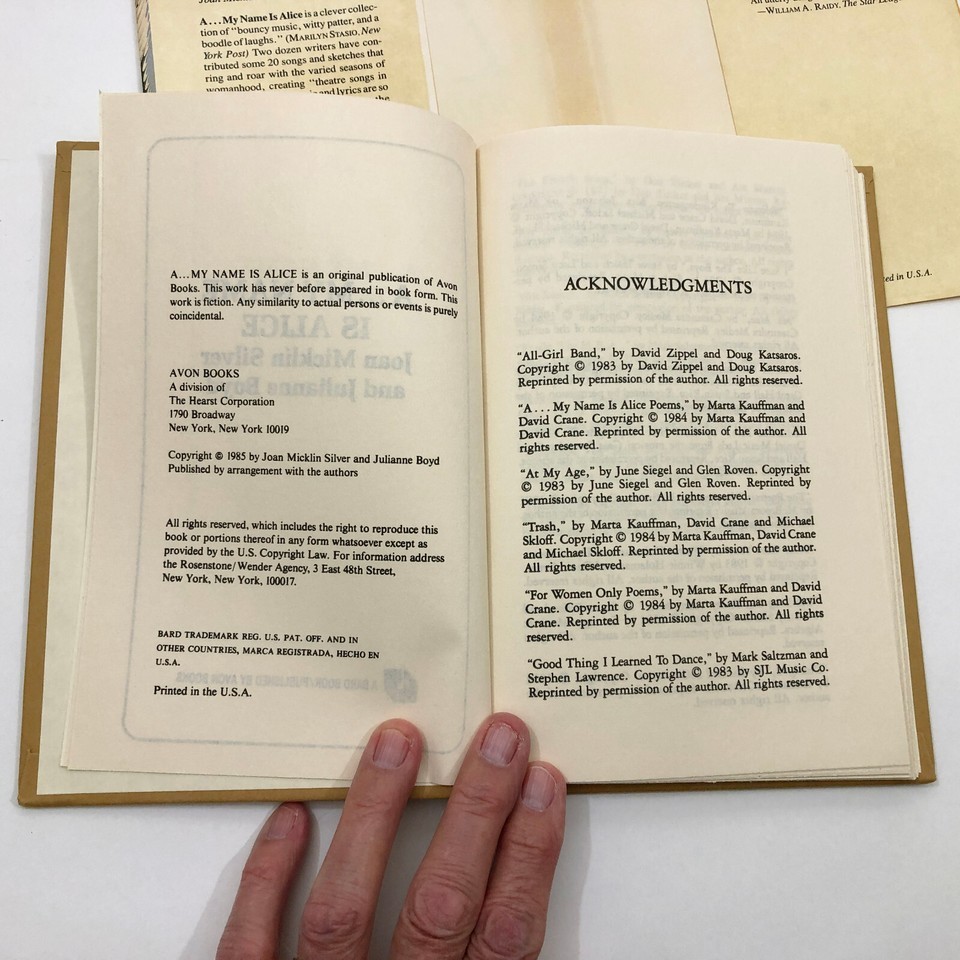 A...My Name Is Alice is a clever collec-
tion of "bouncy music, witty patter, and a
boodle of laughs." (MARILYN STASIO, New
York Post) Two dozen writers have con-
tributed some 20 songs and sketches that
ring and roar with the varied seasons of
womanhood, creating "theatre songs in
and lyrics are so
the
—WILLIAM A. RAIDY, The Star
in U.S.A.
A...MY NAME IS ALICE is an original publication of Avon
Books. This work has never before appeared in book form. This
work is fiction. Any similarity to actual persons or events is purely
coincidental.
AVON BOOKS
A division of
The Hearst Corporation
1790 Broadway
New York, New York 10019
Copyright © 1985 by Joan Micklin Silver and Julianne Boyd
Published by arrangement with the authors
All rights reserved, which includes the right to reproduce this
book or portions thereof in any form whatsoever except as
provided by the U.S. Copyright Law. For information address
the Rosenstone/Wender Agency, 3 East 48th Street,
New York, New York, 100017.
BARD TRADEMARK REG. U.S. PAT. OFF. AND IN
OTHER COUNTRIES, MARCA REGISTRADA, HECHO EN
U.S.A.
Printed in the U.S.A.
ACKNOWLEDGMENTS
"All-Girl Band," by David Zippel and Doug Katsaros.
Copyright © 1983 by David Zippel and Doug Katsaros.
Reprinted by permission of the author. All rights reserved.
"A...My Name Is Alice Poems," by Marta Kauffman and
David Crane. Copyright © 1984 by Marta Kauffman and
David Crane. Reprinted by permission of the author. All
rights reserved.
"At My Age," by June Siegel and Glen Roven. Copyright
© 1983 by June Siegel and Glen Roven. Reprinted by
permission of the author. All rights reserved.
"Trash," by Marta Kauffman, David Crane and Michael
Skloff. Copyright © 1984 by Marta Kauffman, David Crane
and Michael Skloff. Reprinted by permission of the author.
All rights reserved.
"For Women Only Poems," by Marta Kauffman and David
Crane. Copyright © 1984 by Marta Kauffman and David
Crane. Reprinted by permission of the author. All rights
reserved.
"Good Thing I Learned To Dance," by Mark Saltzman and
Stephen Lawrence. Copyright © 1983 by SJL Music Co.
Reprinted by permission of the author. All rights reserved.